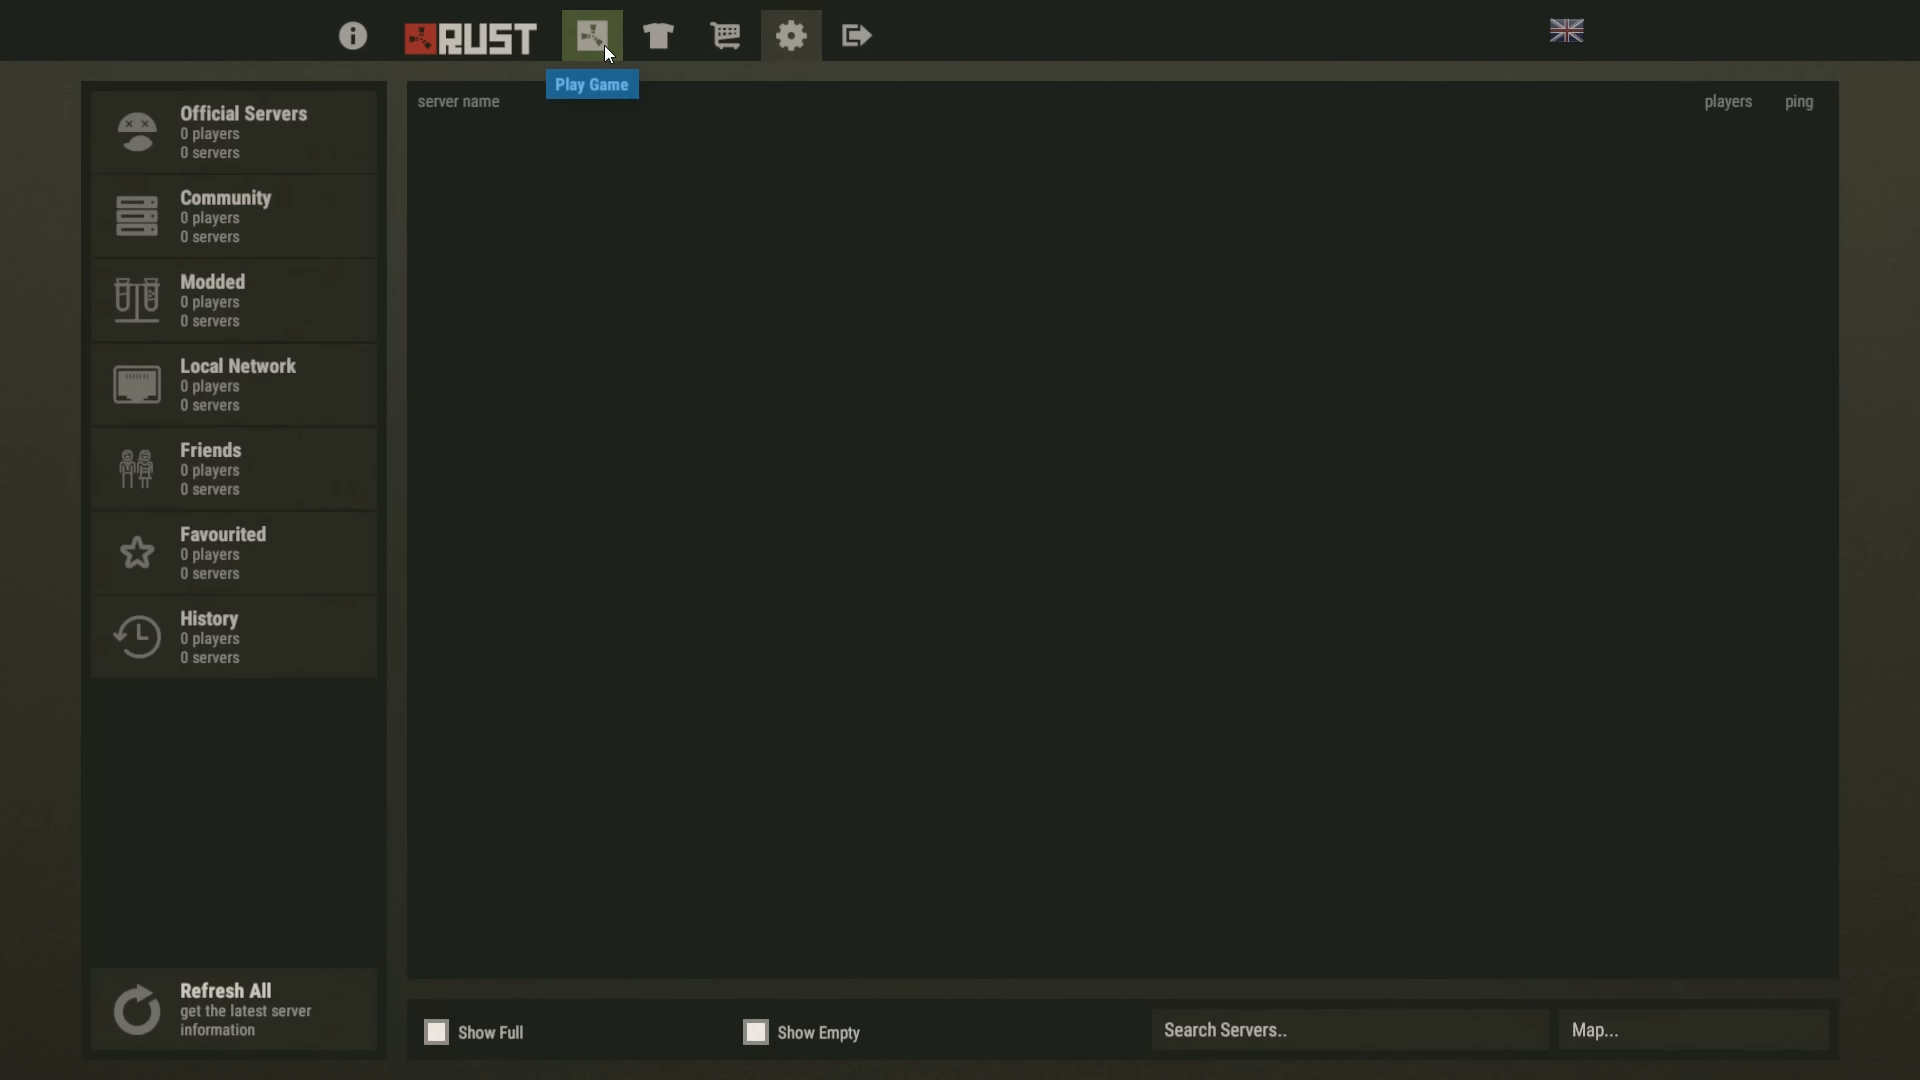 RUST
Play Game
server name
players
ping
Official Servers
0 players
0 servers
Community
0 players
0 servers
Modded
0 players
0 servers
Local Network
0 players
0 servers
Friends
0 players
0 servers
Favourited
0 players
0 servers
History
0 players
0 servers
Refresh All
get the latest server
information
Show Full
Show Empty
Search Servers..
Map...